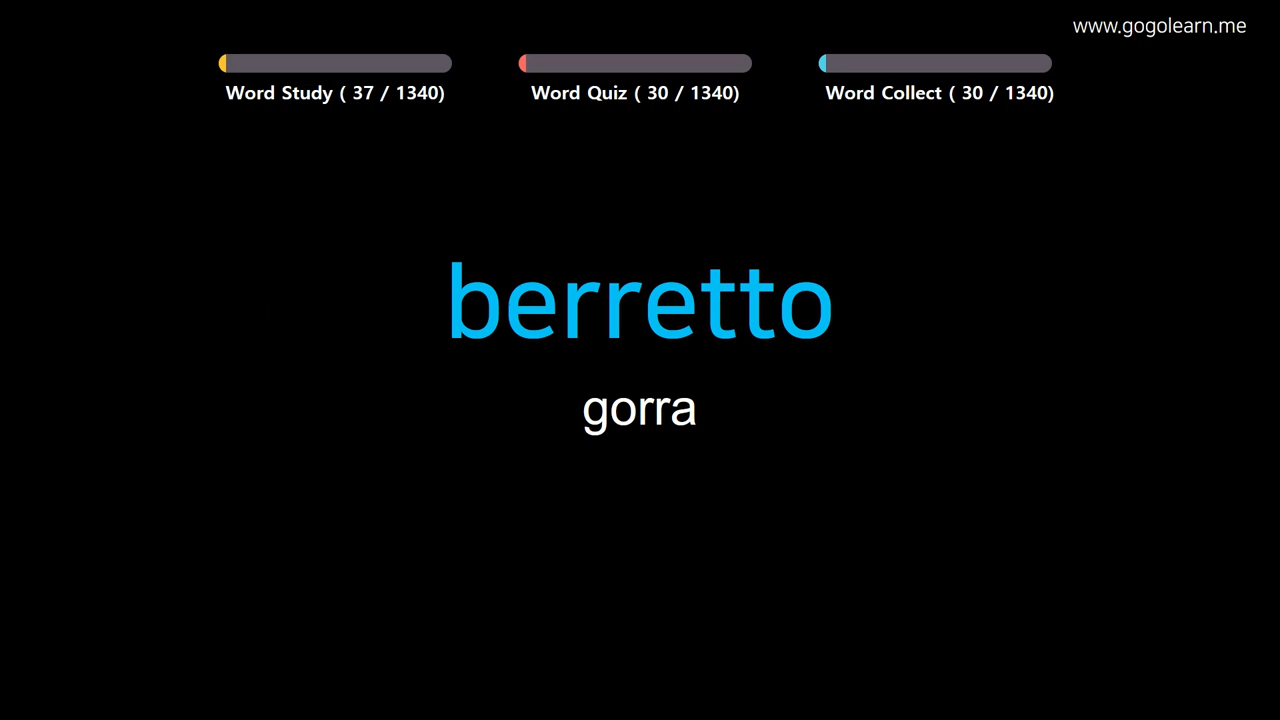 www.gogolearn.me
Word Study ( 37 / 1340)
Word Quiz ( 30 / 1340)
Word Collect ( 30 / 1340)
berretto
gorra